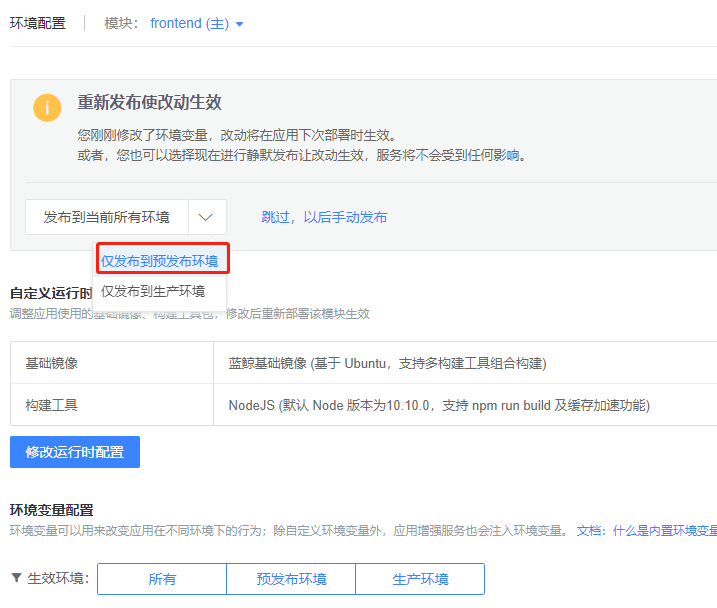 环境配置 模块： frontend (主)
重新发布使改动生效
您刚刚修改了环境变量，改动将在应用下次部署时生效。
或者，您也可以选择现在进行静默发布让改动生效，服务将不会受到任何影响。
发布到当前所有环境 跳过，以后手动发布
仅发布到预发布环境
仅发布到生产环境
自定义运行时
调整应用使用的基础镜像、构建工具包，修改后重新部署该模块生效
基础镜像 蓝鲸基础镜像 (基于 Ubuntu，支持多构建工具组合构建)
构建工具 NodeJS (默认 Node 版本为10.10.0，支持 npm run build 及缓存加速功能)
修改运行时配置
环境变量配置
环境变量可以用来改变应用在不同环境下的行为；除自定义环境变量外，应用增强服务也会注入环境变量。 文档：什么是内置环境变量
生效环境： 所有 预发布环境 生产环境